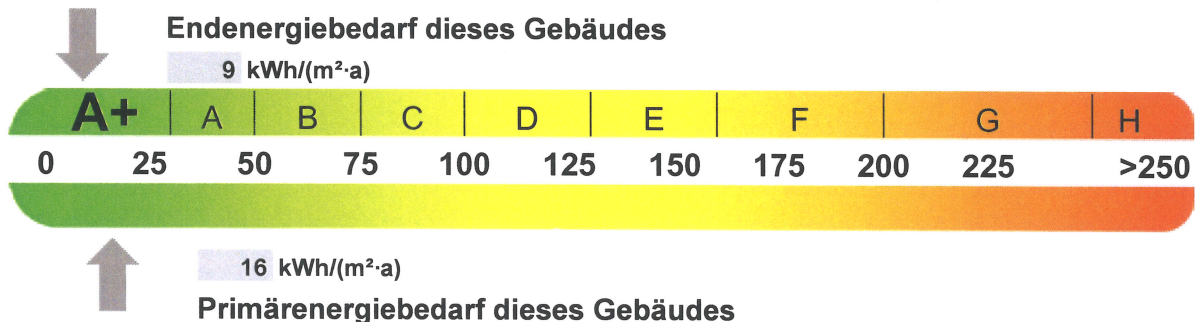 Endenergiebedarf dieses Gebäudes
9 kWh/(m²·a)
A+ A B C D E F G H
0 25 50 75 100 125 150 175 200 225 >250
16 kWh/(m²·a)
Primärenergiebedarf dieses Gebäudes